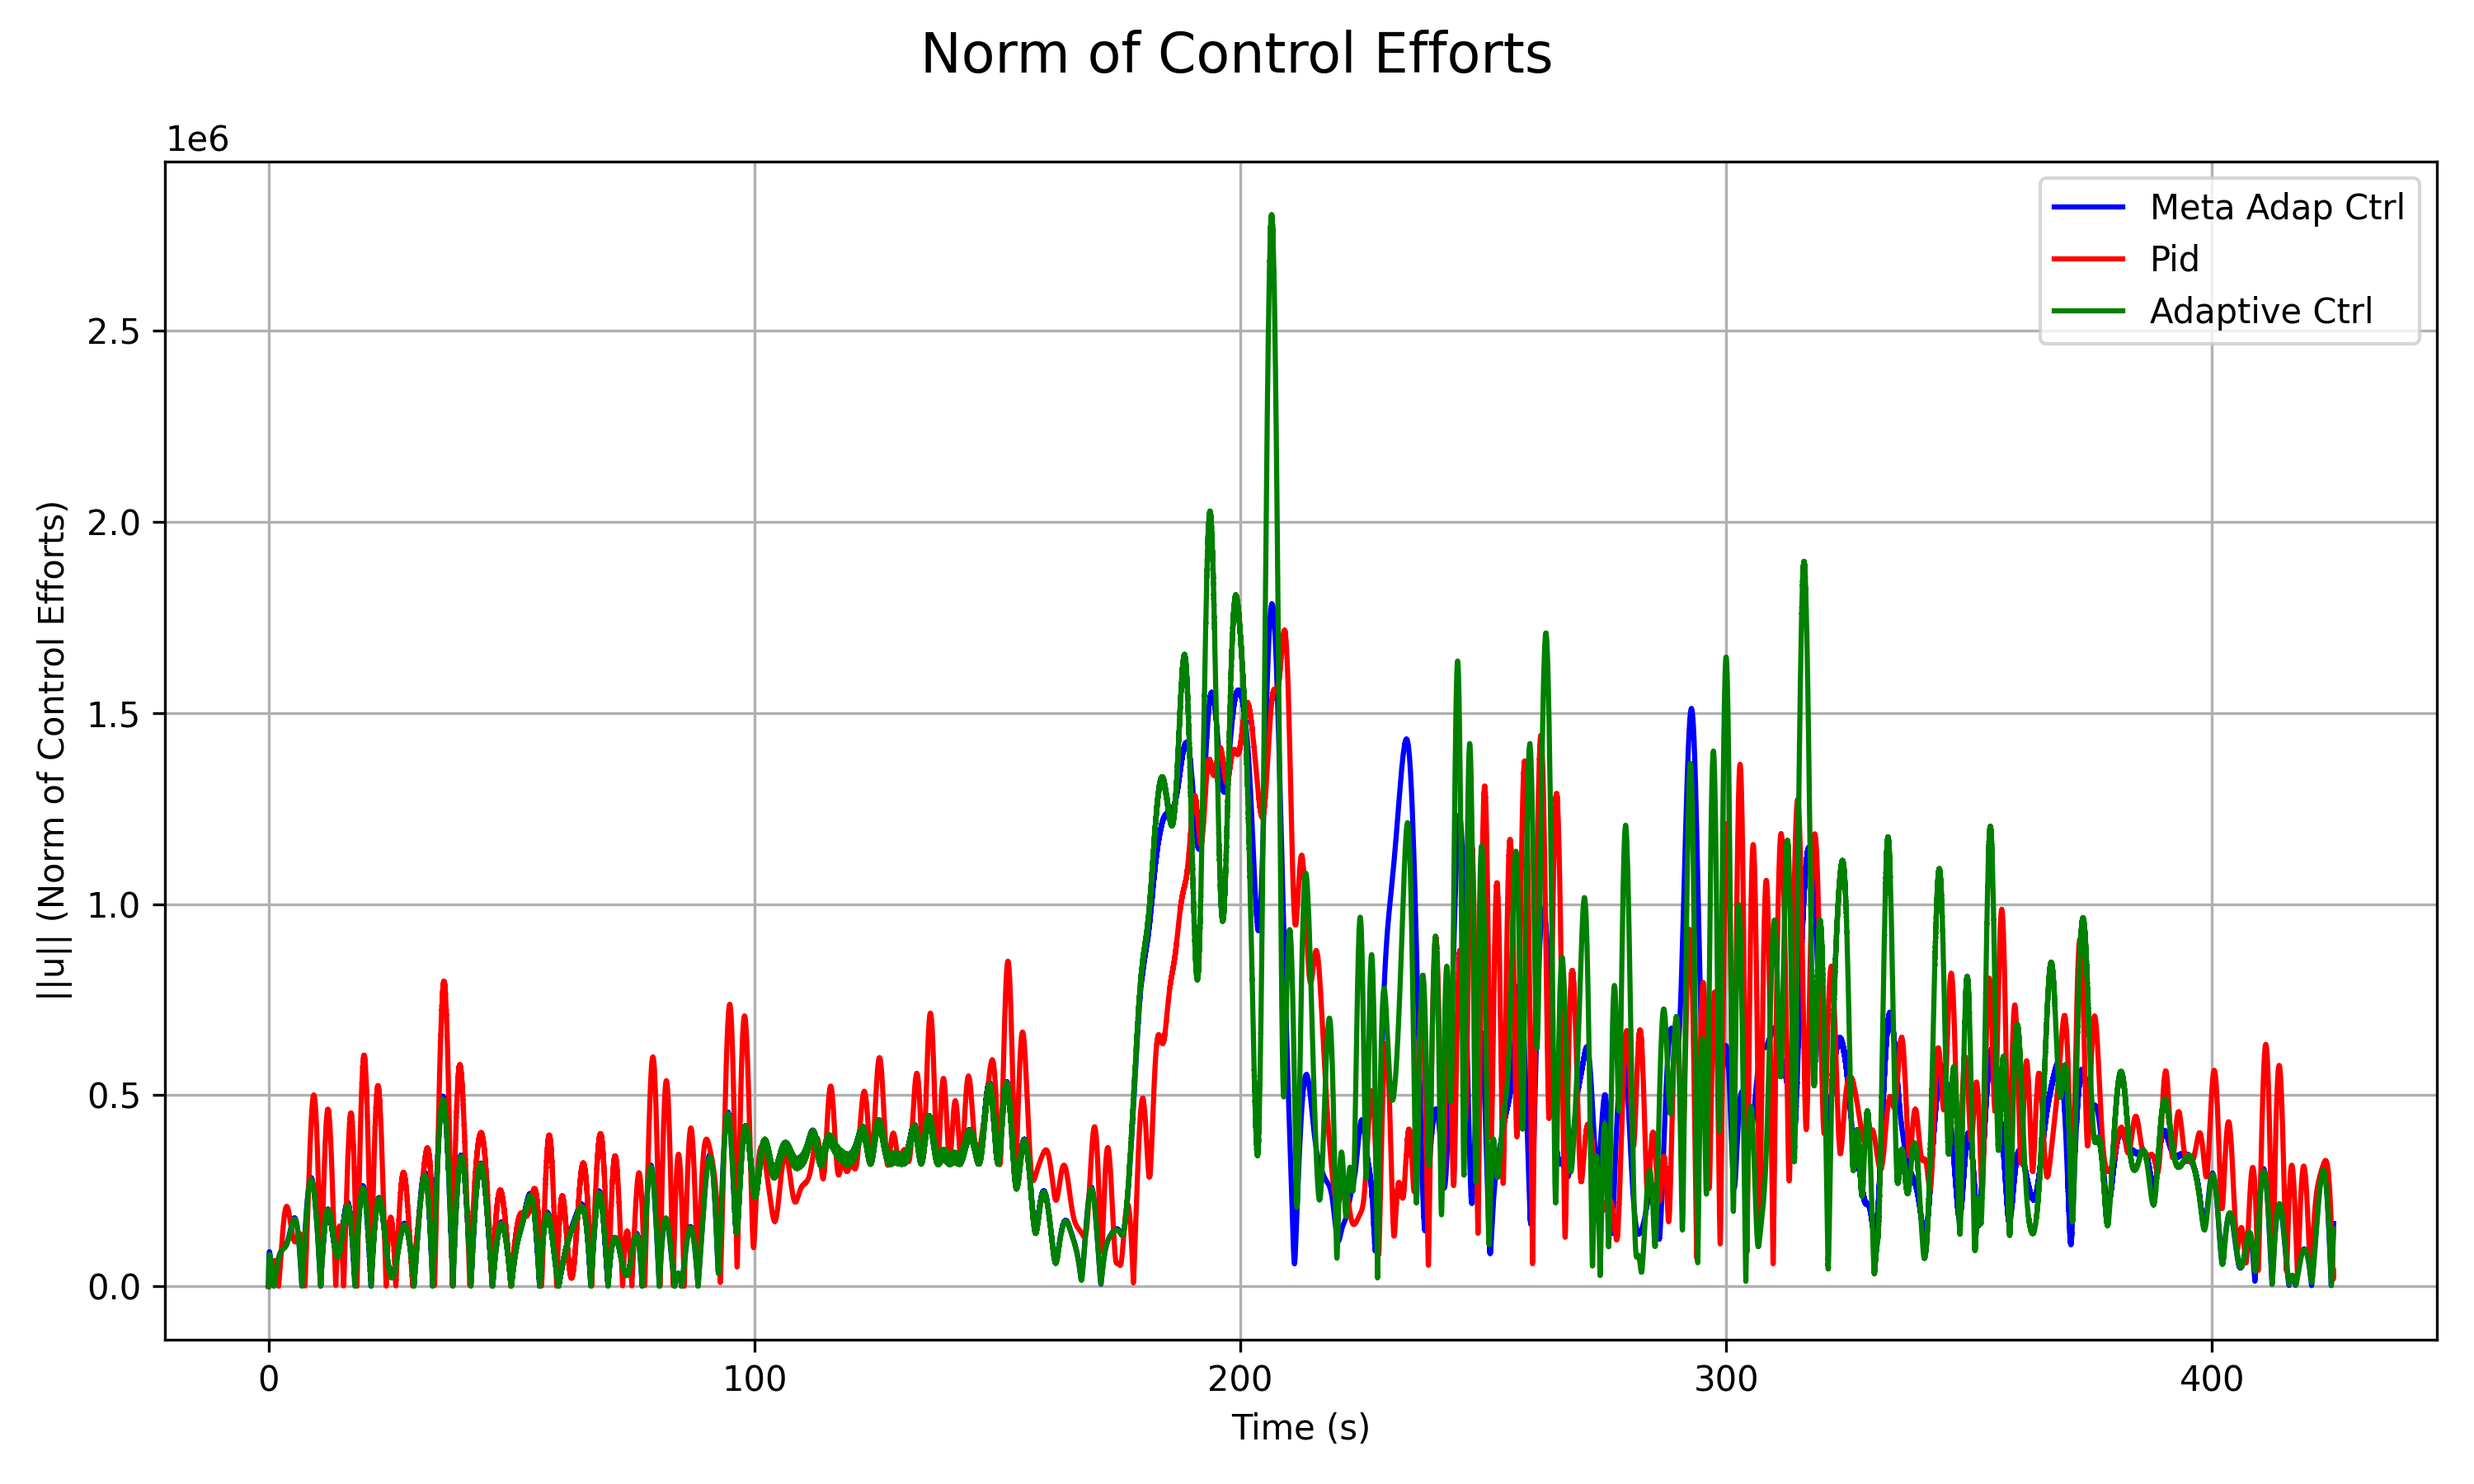 Norm of Control Efforts
1e6
Meta Adap Ctrl
Pid
Adaptive Ctrl
2.5
2.0
1.5
1.0
0.5
0.0
||u|| (Norm of Control Efforts)
0 100 200 300 400
Time (s)